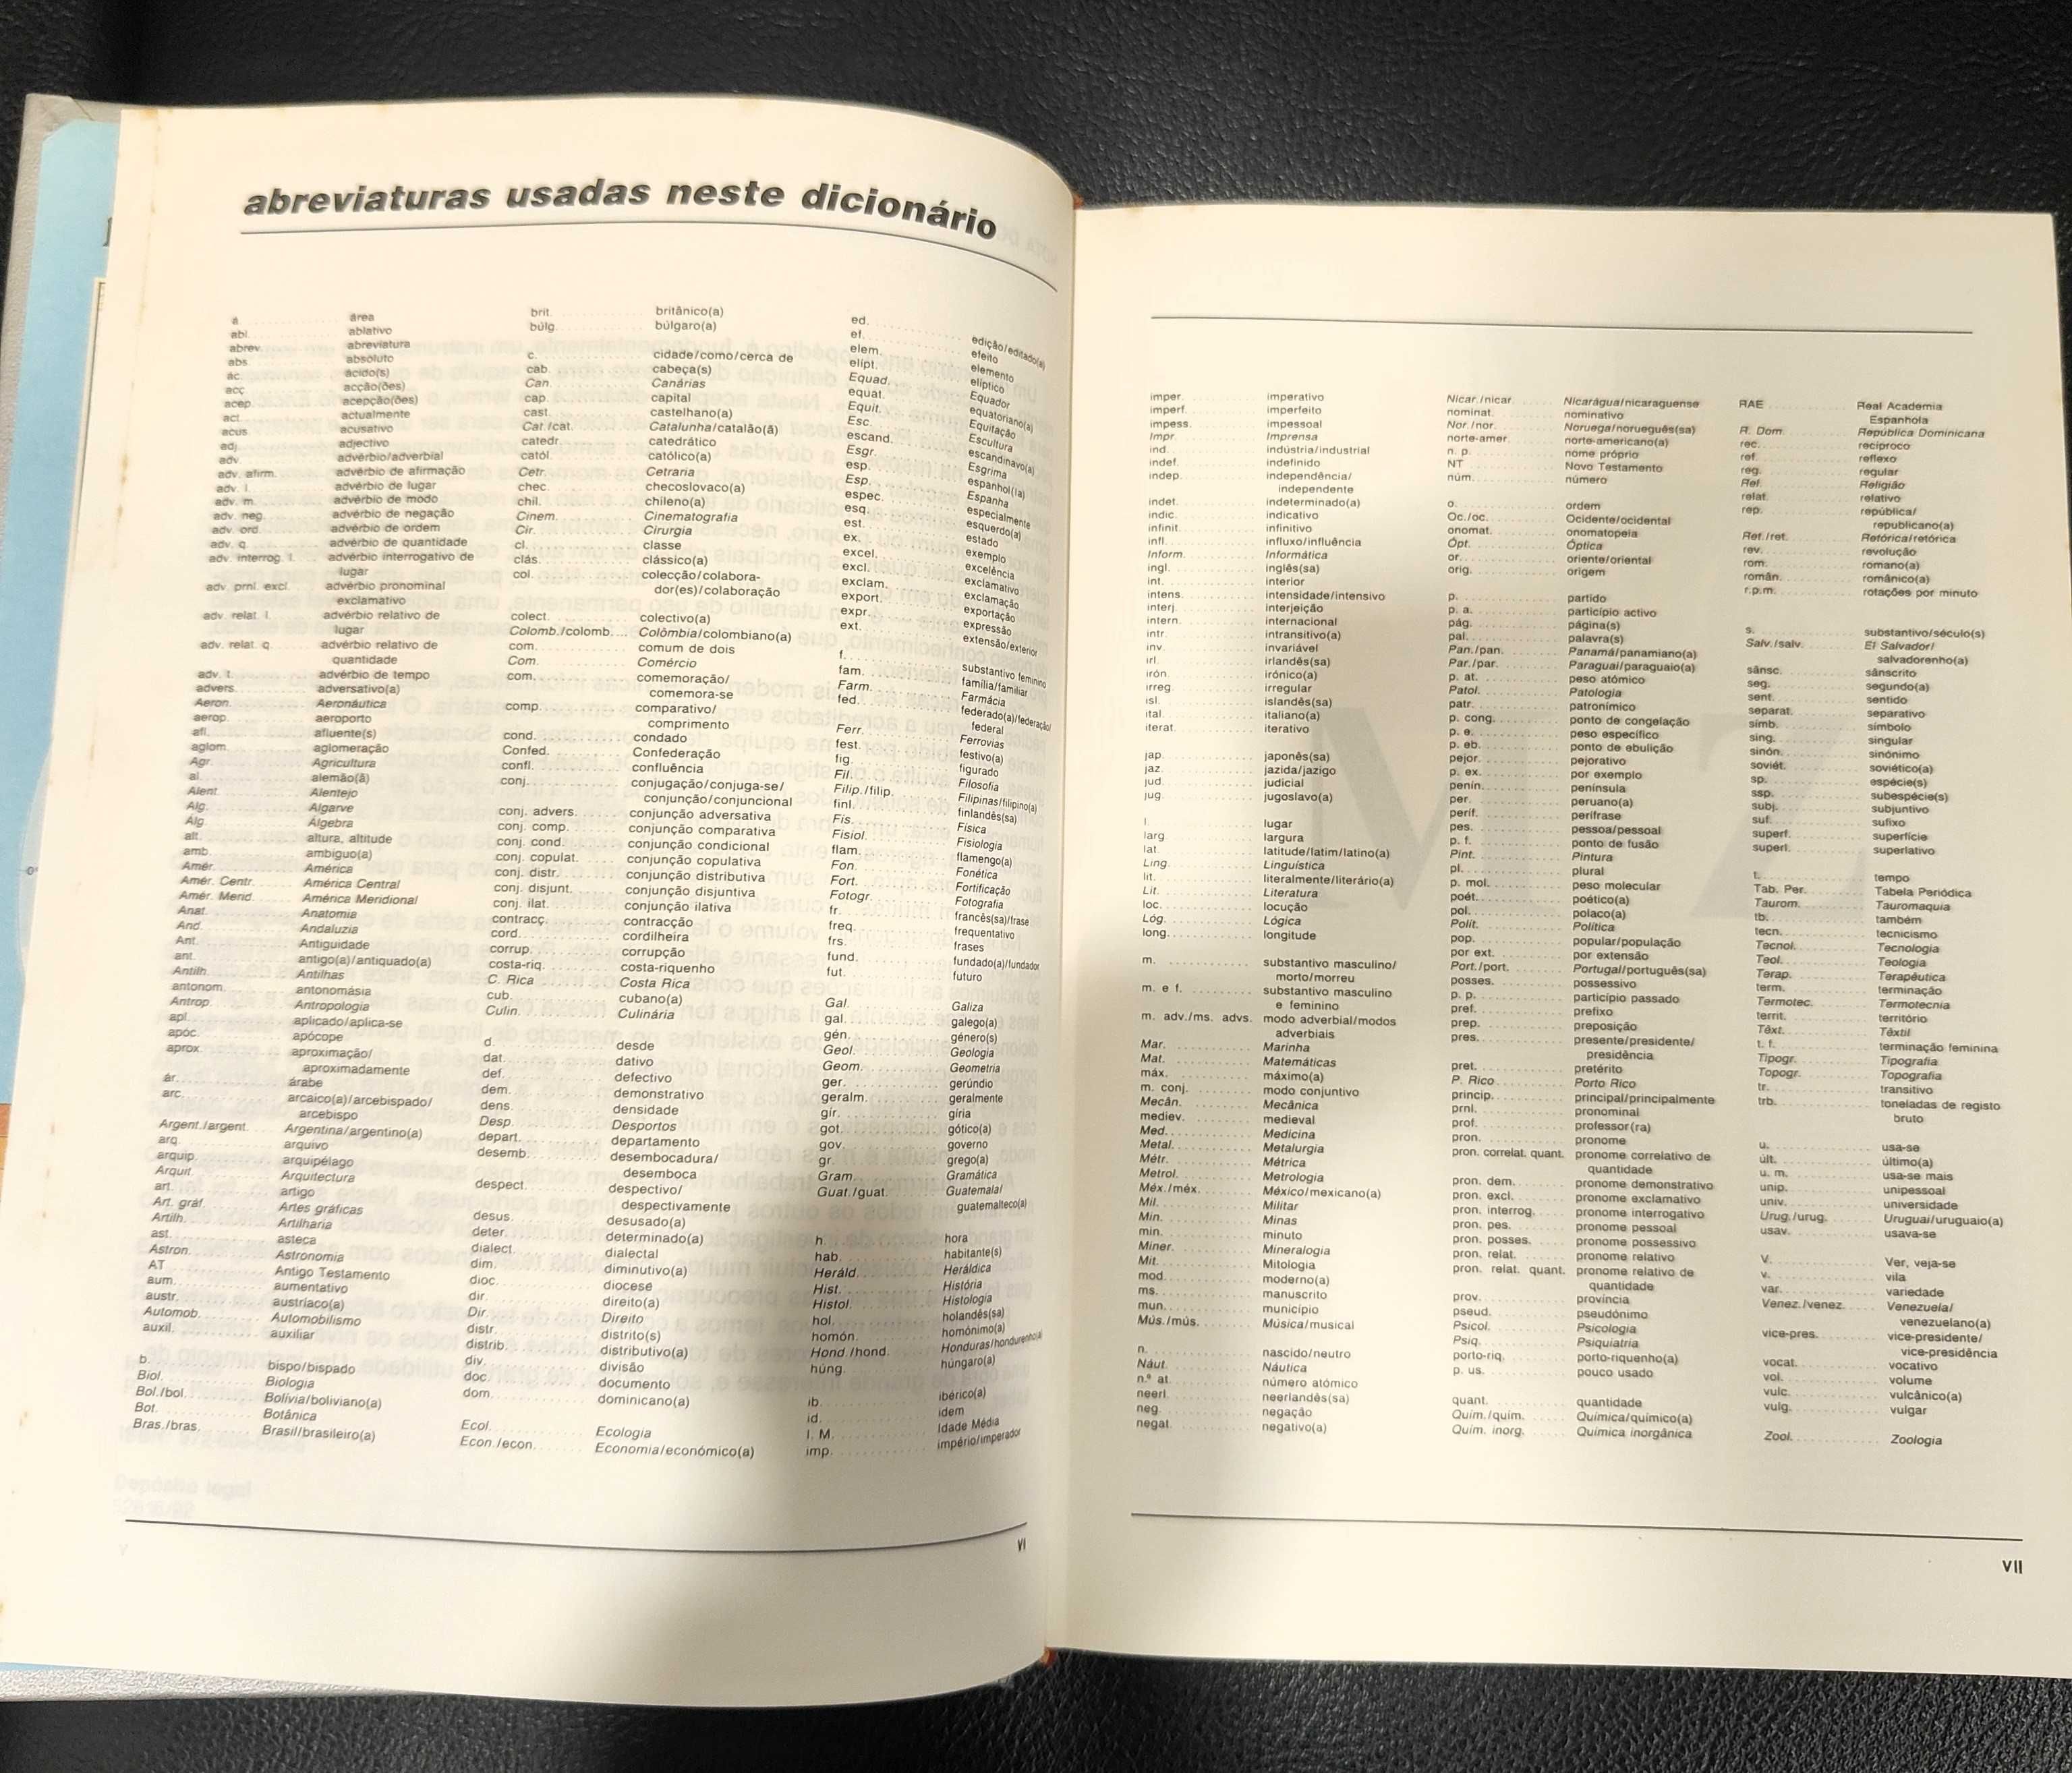 abreviaturas usadas neste dicionário
a. área
abl. ablativo
abrev. abreviatura
abs. absoluto
ác. ácido(s)
acç. acção(ões)
acep. acepção(ões)
act. actualmente
acus. acusativo
adj. adjectivo
adv. advérbio/adverbial
adv. afirm. advérbio de afirmação
adv. l. advérbio de lugar
adv. m. advérbio de modo
adv. neg. advérbio de negação
adv. ord. advérbio de ordem
adv. q. advérbio de quantidade
adv. interrog. l. advérbio interrogativo de
lugar
adv. prnl. excl. advérbio pronominal
exclamativo
adv. relat. l. advérbio relativo de
lugar
adv. relat. q. advérbio relativo de
quantidade
adv. t. advérbio de tempo
advers. adversativo(a)
Aeron. Aeronáutica
aerop. aeroporto
afl. afluente(s)
aglom. aglomeração
Agr. Agricultura
al. alemão(ã)
Alent. Alentejo
Alg. Algarve
Álg. Álgebra
alt. altura, altitude
amb. ambíguo(a)
Amér. América
Amér. Centr. América Central
Amér. Merid. América Meridional
Anat. Anatomia
And. Andaluzia
Ant. Antiguidade
ant. antigo(a)/antiquado(a)
Antilh. Antilhas
antonom. antonomásia
Antrop. Antropologia
apl. aplicado/aplica-se
apóc. apócope
aprox. aproximação/
aproximadamente
ár. árabe
arc. arcaico(a)/arcebispado/
arcebispo
Argent./argent. Argentina/argentino(a)
arq. arquivo
arquip. arquipélago
Arquit. Arquitectura
art. artigo
Art. gráf. Artes gráficas
Artilh. Artilharia
ast. asteca
Astron. Astronomia
AT Antigo Testamento
aum. aumentativo
austr. austríaco(a)
Automob. Automobilismo
auxil. auxiliar
b. bispo/bispado
Biol. Biologia
Bol./bol. Bolívia/boliviano(a)
Bot. Botânica
Bras./bras. Brasil/brasileiro(a)
brit. britânico(a)
búlg. búlgaro(a)
c. cidade/como/cerca de
cab. cabeça(s)
Can. Canárias
cap. capital
cast. castelhano(a)
Cat./cat. Catalunha/catalão(ã)
catedr. catedrático
catól. católico(a)
Cetr. Cetraria
chec. checoslovaco(a)
chil. chileno(a)
Cinem. Cinematografia
Cir. Cirurgia
cl. classe
clás. clássico(a)
col. colecção/colabora-
dor(es)/colaboração
colect. colectivo(a)
Colomb./colomb. Colômbia/colombiano(a)
com. comum de dois
Com. Comércio
com. comemoração/
comemora-se
comp. comparativo/
comprimento
cond. condado
Confed. Confederação
confl. confluência
conj. conjugação/conjuga-se/
conjunção/conjuncional
conj. advers. conjunção adversativa
conj. comp. conjunção comparativa
conj. cond. conjunção condicional
conj. copulat. conjunção copulativa
conj. distr. conjunção distributiva
conj. disjunt. conjunção disjuntiva
conj. ilat. conjunção ilativa
contracç. contracção
cord. cordilheira
corrup. corrupção
costa-riq. costa-riquenho
C. Rica Costa Rica
cub. cubano(a)
Culin. Culinária
d. desde
dat. dativo
def. defectivo
dem. demonstrativo
dens. densidade
Desp. Desportos
depart. departamento
desemb. desembocadura/
desemboca
despect. despectivo/
despectivamente
desus. desusado(a)
deter. determinado(a)
dialect. dialectal
dim. diminutivo(a)
dioc. diocese
dir. direito(a)
Dir. Direito
distr. distrito(s)
distrib. distributivo(a)
div. divisão
doc. documento
dom. dominicano(a)
Ecol. Ecologia
Econ./econ. Economia/económico(a)
ed. edição/editado(a)
ef. efeito
elem. elemento
elípt. elíptico
Equad. Equador
equat. equatoriano(a)
Equit. Equitação
Esc. Escultura
escand. escandinavo(a)
Esgr. Esgrima
esp. espanhol(la)
Esp. Espanha
espec. especialmente
esq. esquerdo(a)
est. estado
ex. exemplo
excel. excelência
excl. exclamativo
exclam. exclamação
export. exportação
expr. expressão
ext. extensão/exterior
f. substantivo feminino
fam. família/familiar
Farm. Farmácia
fed. federado(a)/federação/
federal
Ferr. Ferrovias
fest. festivo(a)
fig. figurado
Fil. Filosofia
Filip./filip. Filipinas/filipino(a)
finl. finlandês(sa)
Fís. Física
Fisiol. Fisiologia
flam. flamengo(a)
Fon. Fonética
Fort. Fortificação
Fotogr. Fotografia
fr. francês(sa)/frase
freq. frequentativo
frs. frases
fund. fundado(a)/fundador
fut. futuro
Gal. Galiza
gal. galego(a)
gén. género(s)
Geol. Geologia
Geom. Geometria
ger. gerúndio
geralm. geralmente
gír. gíria
gót. gótico(a)
gov. governo
gr. grego(a)
Gram. Gramática
Guat./guat. Guatemala/
guatemalteco(a)
h. hora
hab. habitante(s)
Heráld. Heráldica
Hist. História
Histol. Histologia
hol. holandês(sa)
homón. homónimo(a)
Hond./hond. Honduras/hondurenho(a)
húng. húngaro(a)
ib. ibérico(a)
id. idem
I. M. Idade Média
imp. império/imperador
VI
imper. imperativo
imperf. imperfeito
impess. impessoal
Impr. Imprensa
ind. indústria/industrial
indef. indefinido
indep. independência/
independente
indet. indeterminado(a)
indic. indicativo
infinit. infinitivo
infl. influxo/influência
Inform. Informática
ingl. inglês(sa)
int. interior
intens. intensidade/intensivo
interj. interjeição
intern. internacional
intr. intransitivo(a)
inv. invariável
irl. irlandês(sa)
irón. irónico(a)
irreg. irregular
isl. islandês(sa)
ital. italiano(a)
iterat. iterativo
jap. japonês(sa)
jaz. jazida/jazigo
jud. judicial
jug. jugoslavo(a)
l. lugar
larg. largura
lat. latitude/latim/latino(a)
Ling. Linguística
lit. literalmente/literário(a)
Lit. Literatura
loc. locução
Lóg. Lógica
long. longitude
m. substantivo masculino/
morto/morreu
m. e f. substantivo masculino
e feminino
m. adv./ms. advs. modo adverbial/modos
adverbiais
Mar. Marinha
Mat. Matemáticas
máx. máximo(a)
m. conj. modo conjuntivo
Mecân. Mecânica
mediev. medieval
Med. Medicina
Metal. Metalurgia
Métr. Métrica
Metrol. Metrologia
Méx./méx. México/mexicano(a)
Mil. Militar
Min. Minas
min. minuto
Miner. Mineralogia
Mit. Mitologia
mod. moderno(a)
ms. manuscrito
mun. município
Mús./mús. Música/musical
n. nascido/neutro
Náut. Náutica
n.º at. número atómico
neerl. neerlandês(sa)
neg. negação
negat. negativo(a)
Nicar./nicar. Nicarágua/nicaraguense
nominat. nominativo
Nor./nor. Noruega/norueguês(sa)
norte-amer. norte-americano(a)
n. p. nome próprio
NT Novo Testamento
núm. número
o. ordem
Oc./oc. Ocidente/ocidental
onomat. onomatopeia
Ópt. Óptica
or. oriente/oriental
orig. origem
p. partido
p. a. particípio activo
pág. página(s)
pal. palavra(s)
Pan./pan. Panamá/panamiano(a)
Par./par. Paraguai/paraguaio(a)
p. at. peso atómico
Patol. Patologia
patr. patronímico
p. cong. ponto de congelação
p. e. peso específico
p. eb. ponto de ebulição
pejor. pejorativo
p. ex. por exemplo
penín. península
per. peruano(a)
perif. perífrase
pes. pessoa/pessoal
p. f. ponto de fusão
Pint. Pintura
pl. plural
p. mol. peso molecular
poét. poético(a)
pol. polaco(a)
Polít. Política
pop. popular/população
por ext. por extensão
Port./port. Portugal/português(sa)
posses. possessivo
p. p. particípio passado
pref. prefixo
prep. preposição
pres. presente/presidente/
presidência
pret. pretérito
P. Rico Porto Rico
princip. principal/principalmente
prnl. pronominal
prof. professor(ra)
pron. pronome
pron. correlat. quant. pronome correlativo de
quantidade
pron. dem. pronome demonstrativo
pron. excl. pronome exclamativo
pron. interrog. pronome interrogativo
pron. pes. pronome pessoal
pron. posses. pronome possessivo
pron. relat. pronome relativo
pron. relat. quant. pronome relativo de
quantidade
prov. província
pseud. pseudónimo
Psicol. Psicologia
Psiq. Psiquiatria
porto-riq. porto-riquenho(a)
p. us. pouco usado
quant. quantidade
Quím./quím. Química/químico(a)
Quím. inorg. Química inorgânica
RAE Real Academia
Espanhola
R. Dom. República Dominicana
rec. recíproco
ref. reflexo
reg. regular
Rel. Religião
relat. relativo
rep. república/
republicano(a)
Ret./ret. Retórica/retórica
rev. revolução
rom. romano(a)
român. românico(a)
r.p.m. rotações por minuto
s. substantivo/século(s)
Salv./salv. El Salvador/
salvadorenho(a)
sânsc. sânscrito
seg. segundo(a)
sent. sentido
separat. separativo
símb. símbolo
sing. singular
sinón. sinónimo
soviét. soviético(a)
sp. espécie(s)
ssp. subespécie(s)
subj. subjuntivo
suf. sufixo
superf. superfície
superl. superlativo
t. tempo
Tab. Per. Tabela Periódica
Taurom. Tauromaquia
tb. também
tecn. tecnicismo
Tecnol. Tecnologia
Teol. Teologia
Terap. Terapêutica
term. terminação
Termotec. Termotecnia
territ. território
Têxt. Têxtil
t. f. terminação feminina
Tipogr. Tipografia
Topogr. Topografia
tr. transitivo
trb. toneladas de registo
bruto
u. usa-se
últ. último(a)
u. m. usa-se mais
unip. unipessoal
univ. universidade
Urug./urug. Uruguai/uruguaio(a)
usav. usava-se
V. Ver, veja-se
v. vila
var. variedade
Venez./venez. Venezuela/
venezuelano(a)
vice-pres. vice-presidente/
vice-presidência
vocat. vocativo
vol. volume
vulc. vulcânico(a)
vulg. vulgar
Zool. Zoologia
VII